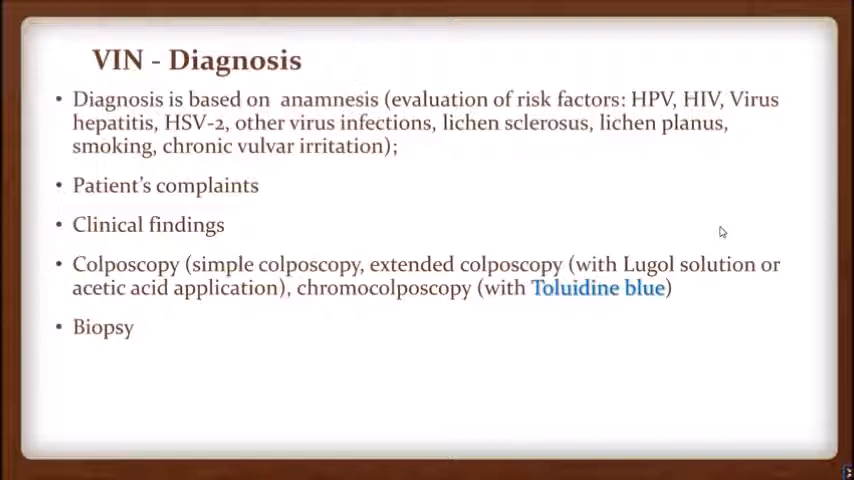 VIN - Diagnosis
• Diagnosis is based on anamnesis (evaluation of risk factors: HPV, HIV, Virus
hepatitis, HSV-2, other virus infections, lichen sclerosus, lichen planus,
smoking, chronic vulvar irritation);
• Patient's complaints
• Clinical findings
• Colposcopy (simple colposcopy, extended colposcopy (with Lugol solution or
acetic acid application), chromocolposcopy (with Toluidine blue)
• Biopsy